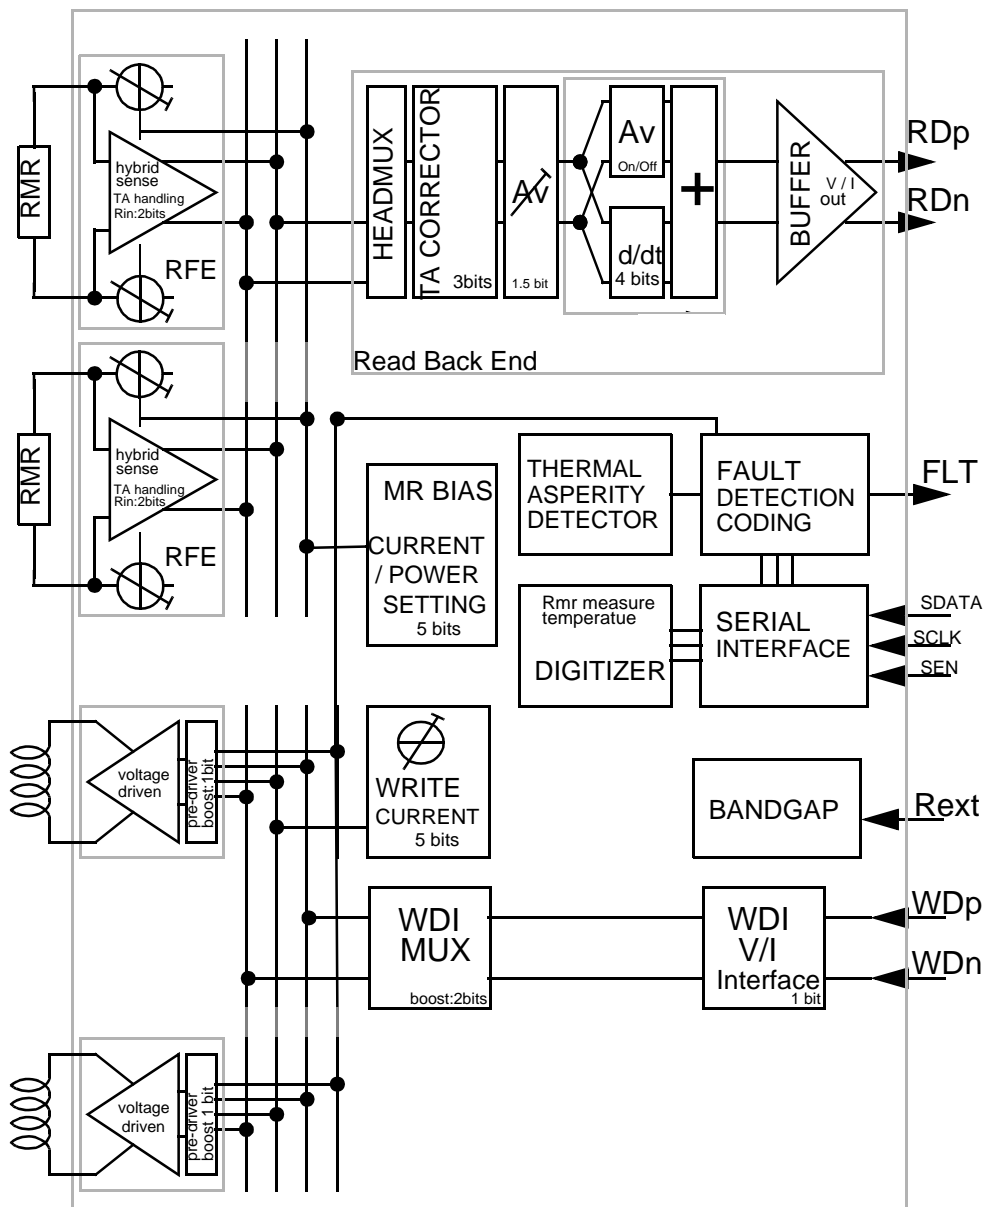 RMR
hybrid
sense
TA handling
Rin:2bits
RFE
HEADMUX
TA CORRECTOR
3bits
Av
1.5 bit
Av
On/Off
d/dt
4 bits
+
BUFFER
V / I
out
RDp
RDn
Read Back End
RMR
hybrid
sense
TA handling
Rin:2bits
RFE
MR BIAS
CURRENT
/ POWER
SETTING
5 bits
THERMAL
ASPERITY
DETECTOR
FAULT
DETECTION
CODING
FLT
Rmr measure
temperatue
DIGITIZER
SERIAL
INTERFACE
SDATA
SCLK
SEN
voltage
driven
pre-driver
boost:1bit
WRITE
CURRENT
5 bits
BANDGAP
Rext
WDI
MUX
boost:2bits
WDI
V/I
Interface
1 bit
WDp
WDn
voltage
driven
pre-driver
boost 1 bit